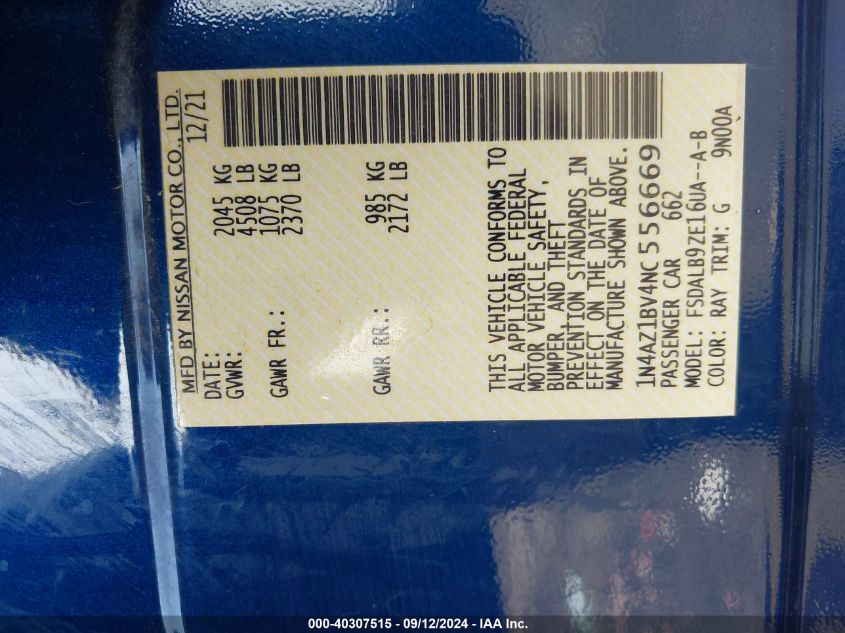 MFD BY NISSAN MOTOR CO., LTD.
DATE: 12/21
GVWR: 2045 KG
4508 LB
GAWR FR.: 1075 KG
2370 LB
GAWR RR.: 985 KG
2172 LB
THIS VEHICLE CONFORMS TO
ALL APPLICABLE FEDERAL
MOTOR VEHICLE SAFETY,
BUMPER, AND THEFT
PREVENTION STANDARDS IN
EFFECT ON THE DATE OF
MANUFACTURE SHOWN ABOVE.
1N4AZ1BV4NC556669
PASSENGER CAR 662
MODEL: FSDALB9ZE16UA--A-B
COLOR: RAY TRIM: G 9N00A
000-40307515 - 09/12/2024 - IAA Inc.